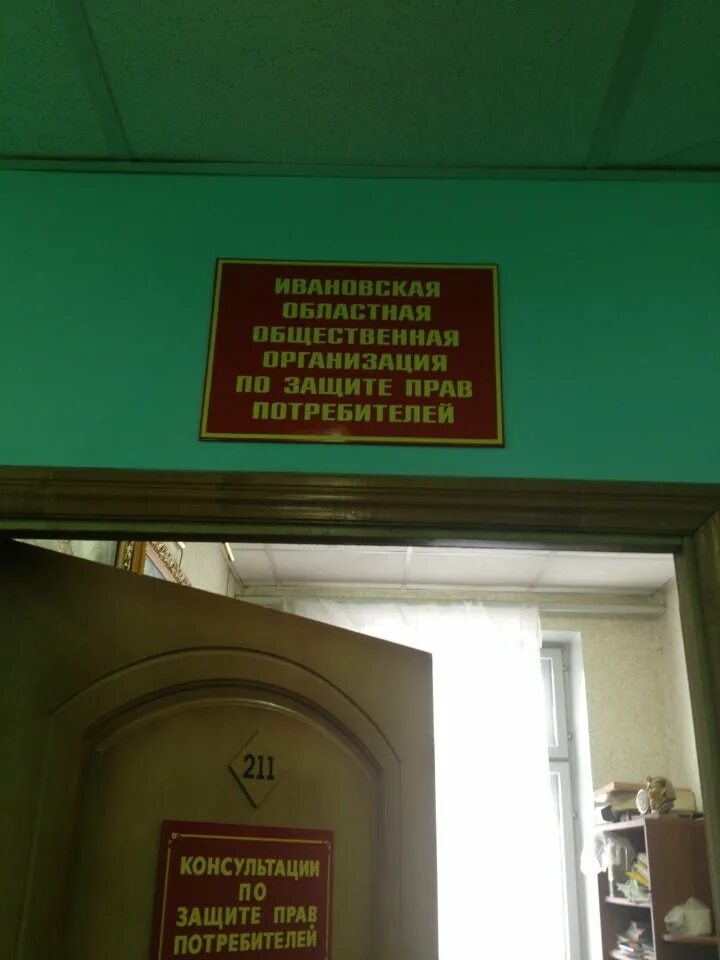 ИВАНОВСКАЯ
ОБЛАСТНАЯ
ОБЩЕСТВЕННАЯ
ОРГАНИЗАЦИЯ
ПО ЗАЩИТЕ ПРАВ
ПОТРЕБИТЕЛЕЙ
211
КОНСУЛЬТАЦИИ
ПО
ЗАЩИТЕ ПРАВ
ПОТРЕБИТЕЛЕЙ